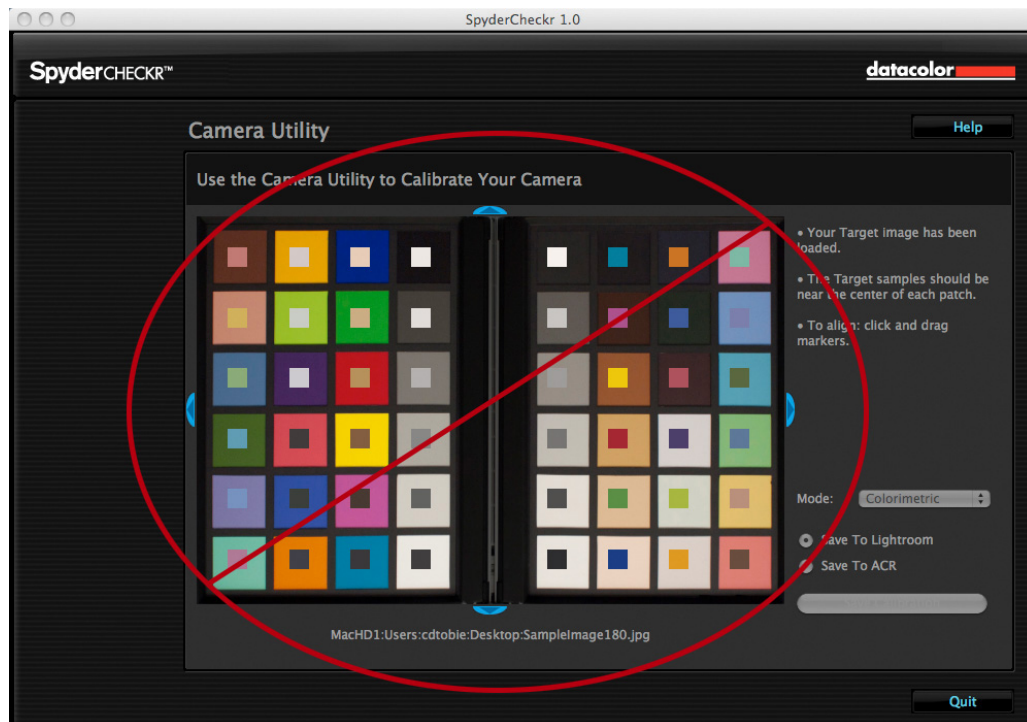 SpyderCheckr 1.0
SpyderCHECKR™
datacolor
Camera Utility
Help
Use the Camera Utility to Calibrate Your Camera
• Your Target image has been
loaded.
• The Target samples should be
near the center of each patch.
• To align: click and drag
markers.
Mode:
Colorimetric
Save To Lightroom
Save To ACR
MacHD1:Users:cdtobie:Desktop:SampleImage180.jpg
Quit